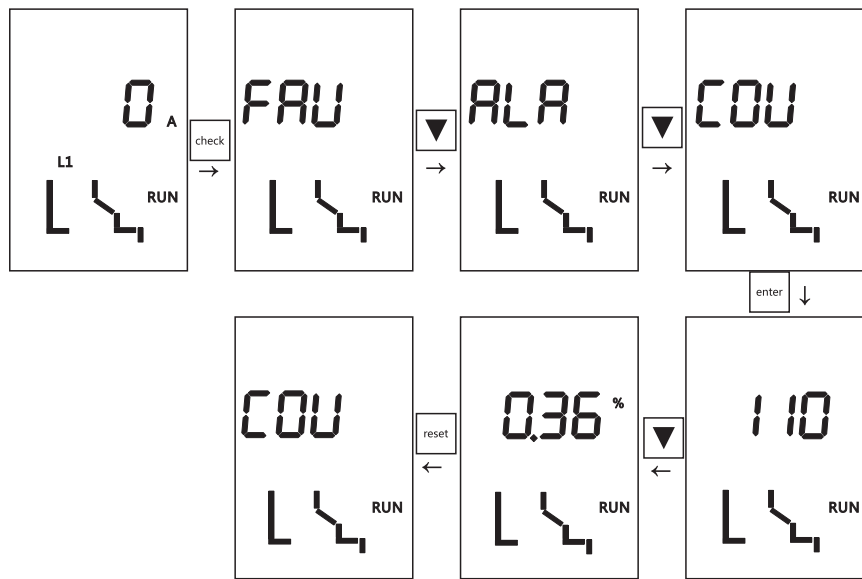 0 A
L1
RUN
check
→
FAU
RUN
▼
→
ALA
RUN
▼
→
COU
RUN
enter ↓
110
RUN
▼
←
0.36 %
RUN
reset
←
COU
RUN